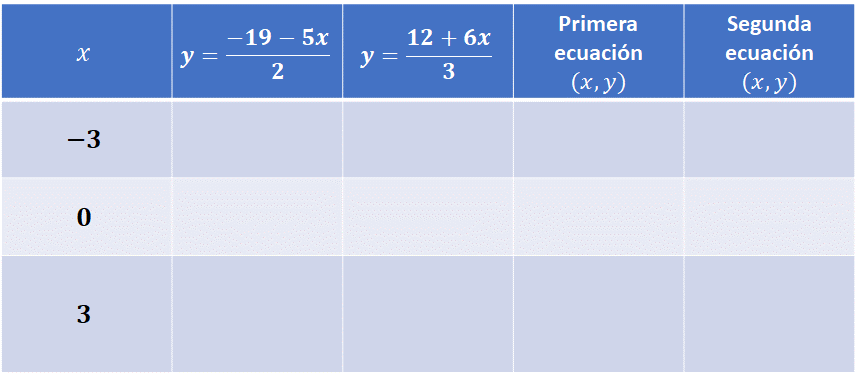 x
y = (−19 − 5x)/2
y = (12 + 6x)/3
Primera
ecuación
(x, y)
Segunda
ecuación
(x, y)
−3
0
3